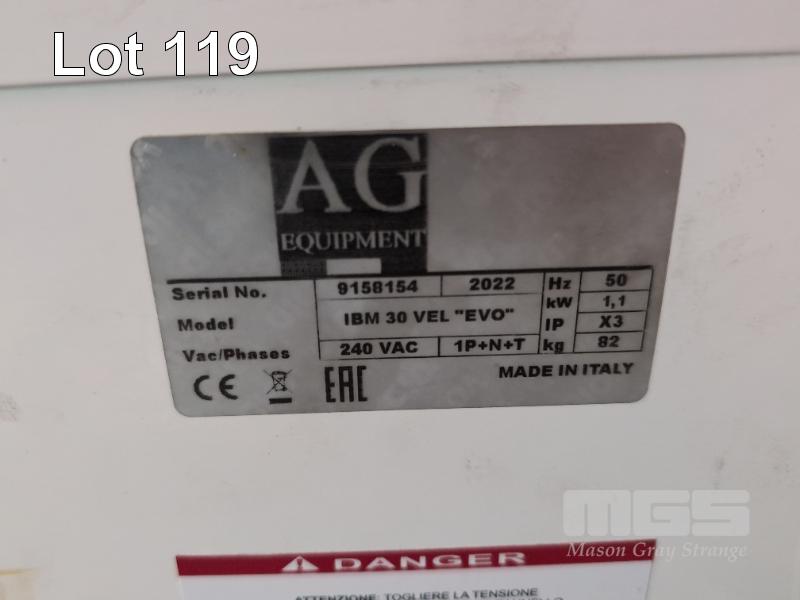 Lot 119
AG
EQUIPMENT
Serial No. 9158154 2022 Hz 50
kW 1,1
Model IBM 30 VEL "EVO" IP X3
Vac/Phases 240 VAC 1P+N+T kg 82
CE EAC MADE IN ITALY
MGS
Mason Gray Strange
DANGER
ATTENZIONE: TOGLIERE LA TENSIONE